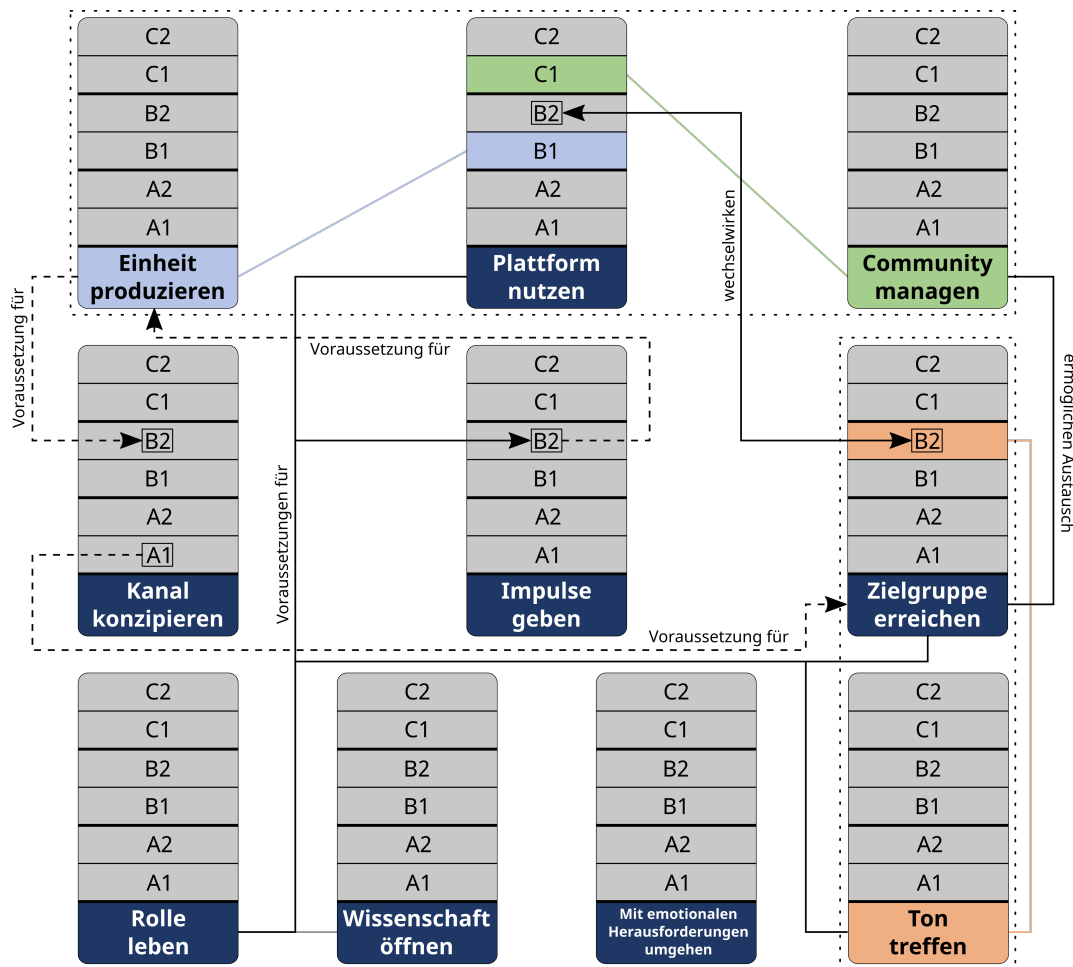 C2
C1
B2
B1
A2
A1
Einheit
produzieren
C2
C1
B2
B1
A2
A1
Plattform
nutzen
C2
C1
B2
B1
A2
A1
Community
managen
wechselwirken
Voraussetzung für
Voraussetzung für
C2
C1
B2
B1
A2
A1
Kanal
konzipieren
Voraussetzungen für
C2
C1
B2
B1
A2
A1
Impulse
geben
C2
C1
B2
B1
A2
A1
Zielgruppe
erreichen
ermoglichen Austausch
Voraussetzung für
C2
C1
B2
B1
A2
A1
Rolle
leben
C2
C1
B2
B1
A2
A1
Wissenschaft
öffnen
C2
C1
B2
B1
A2
A1
Mit emotionalen
Herausforderungen
umgehen
C2
C1
B2
B1
A2
A1
Ton
treffen